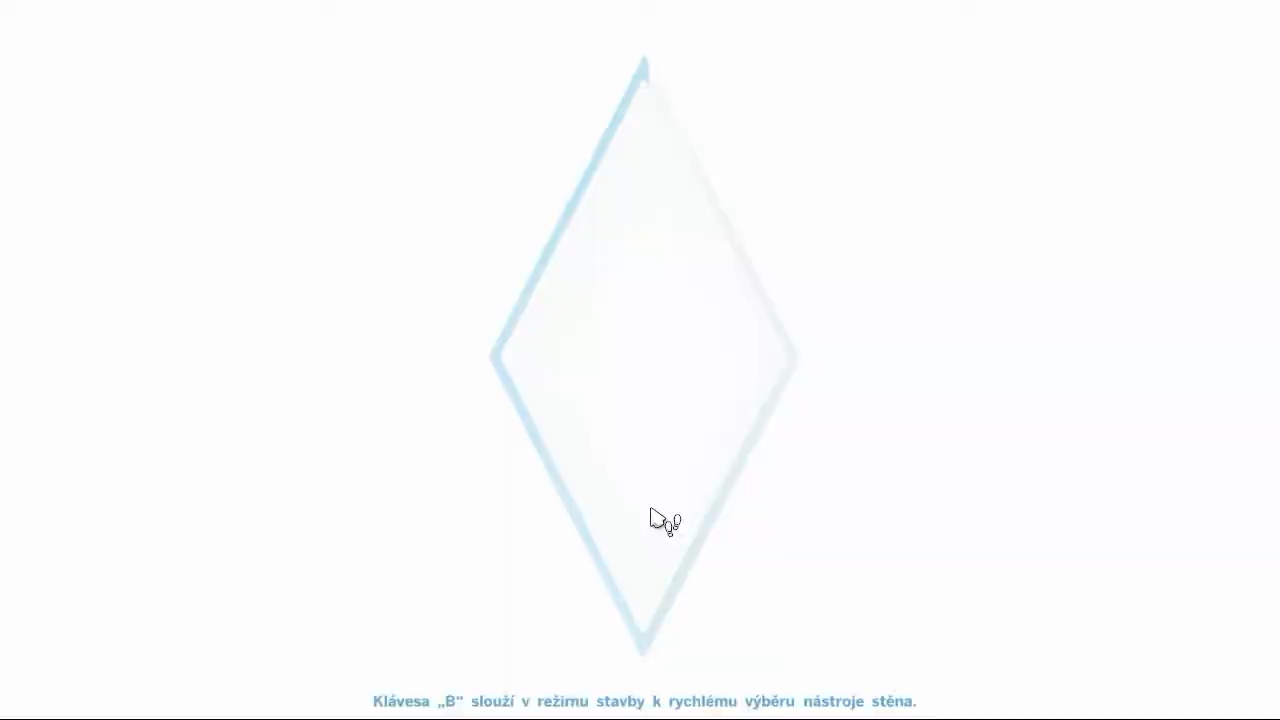 Klávesa „B“ slouží v režimu stavby k rychlému výběru nástroje stěna.